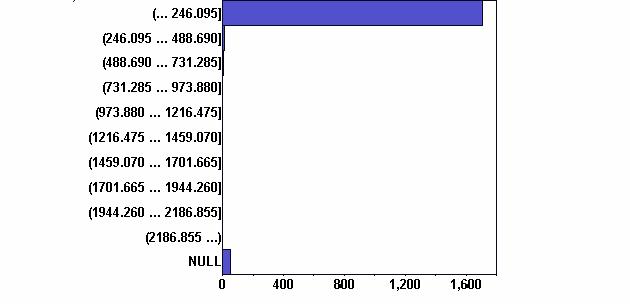 (... 246.095]
(246.095 ... 488.690]
(488.690 ... 731.285]
(731.285 ... 973.880]
(973.880 ... 1216.475]
(1216.475 ... 1459.070]
(1459.070 ... 1701.665]
(1701.665 ... 1944.260]
(1944.260 ... 2186.855]
(2186.855 ...)
NULL
0 400 800 1,200 1,600